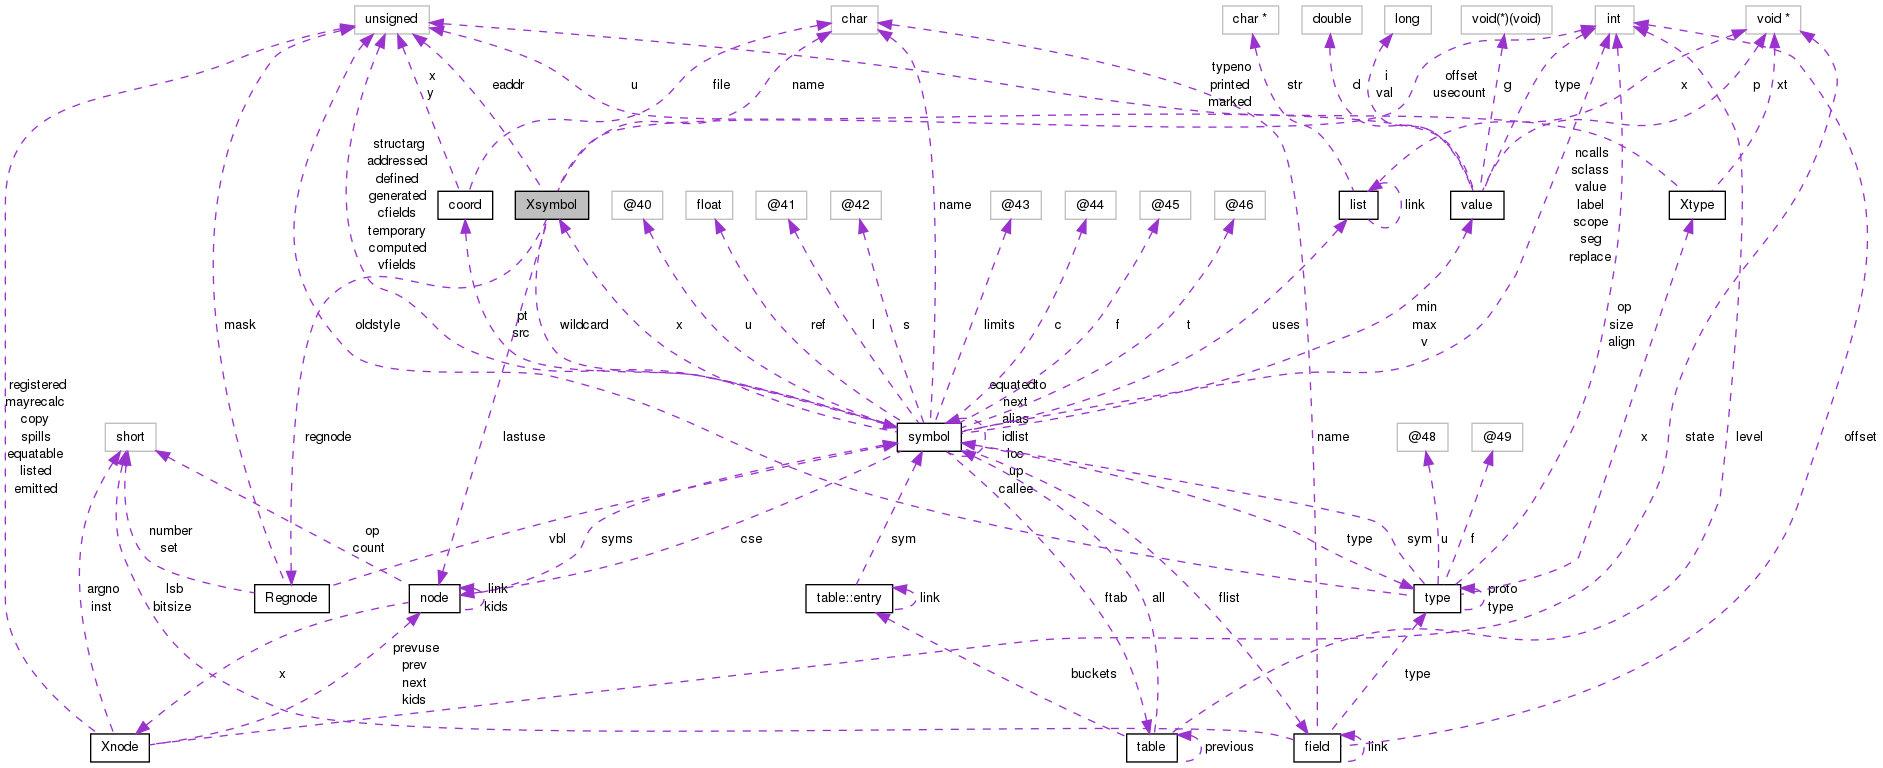 unsigned
char
char *
double
long
void(*)(void)
int
void *
x
y
eaddr
u
file
name
typeno
printed
marked
str
d
i
val
offset
usecount
g
type
x
p
xt
structarg
addressed
defined
generated
cfields
temporary
computed
vfields
ncalls
sclass
value
label
scope
seg
replace
coord
Xsymbol
@40
float
@41
@42
name
@43
@44
@45
@46
list
link
value
Xtype
mask
oldstyle
pt
src
wildcard
x
u
ref
l
s
limits
c
f
t
uses
min
max
v
op
size
align
registered
mayrecalc
copy
spills
equatable
listed
emitted
short
regnode
lastuse
symbol
equatedto
next
alias
idlist
loc
up
callee
name
@48
@49
x
state
level
offset
number
set
op
count
vbl
syms
cse
sym
type
sym
u
f
argno
inst
lsb
bitsize
Regnode
node
link
kids
table::entry
link
ftab
all
flist
type
proto
type
x
prevuse
prev
next
kids
buckets
type
Xnode
table
previous
field
link